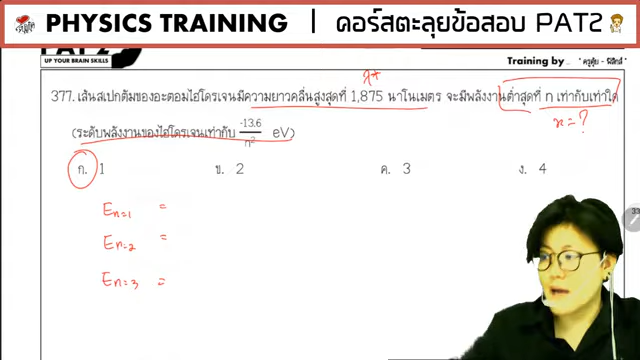 PHYSICS TRAINING | คอร์สตะลุยข้อสอบ PAT2
UP YOUR BRAIN SKILLS
Training by
377. เส้นสเปกตัมของอะตอมไฮโดรเจนมีความยาวคลื่นสูงสุดที่ 1,875 นาโนเมตร จะมีพลังงานต่ำสุดที่ n เท่ากับเท่าใด
n = ?
(ระดับพลังงานของไฮโดรเจนเท่ากับ -13.6/n² eV)
ก. 1 ข. 2 ค. 3 ง. 4
En=1 =
En=2 =
En=3 =